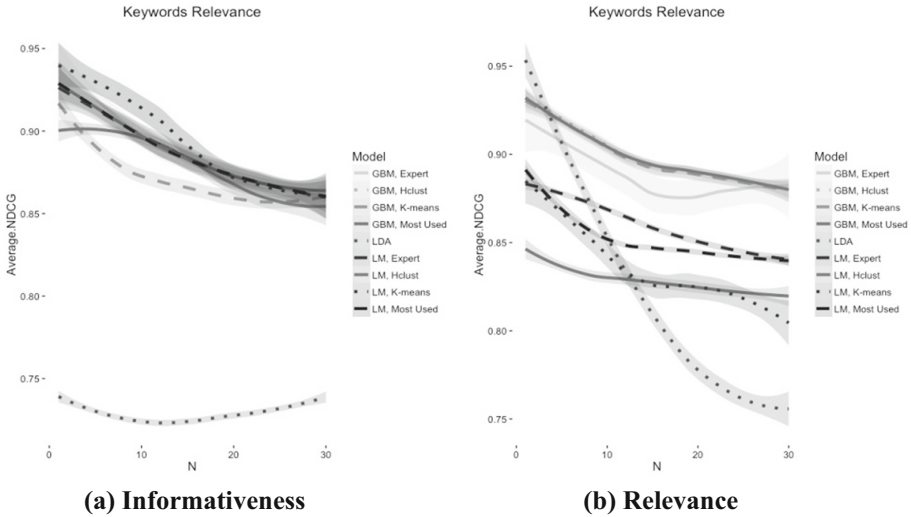 Keywords Relevance
Average.NDCG
0.95
0.90
0.85
0.80
0.75
0
10
20
30
N
Model
GBM, Expert
GBM, Hclust
GBM, K-means
GBM, Most Used
LDA
LM, Expert
LM, Hclust
LM, K-means
LM, Most Used
(a) Informativeness
Keywords Relevance
Average.NDCG
0.95
0.90
0.85
0.80
0.75
0
10
20
30
N
Model
GBM, Expert
GBM, Hclust
GBM, K-means
GBM, Most Used
LDA
LM, Expert
LM, Hclust
LM, K-means
LM, Most Used
(b) Relevance